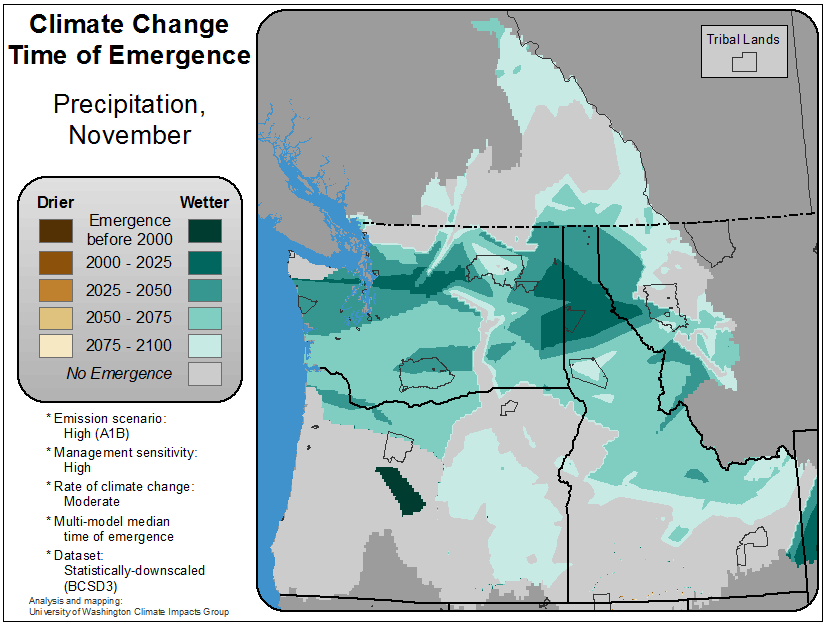 Climate Change
Time of Emergence
Precipitation,
November
Tribal Lands
Drier
Wetter
Emergence
before 2000
2000 - 2025
2025 - 2050
2050 - 2075
2075 - 2100
No Emergence
* Emission scenario:
High (A1B)
* Management sensitivity:
High
* Rate of climate change:
Moderate
* Multi-model median
time of emergence
* Dataset:
Statistically-downscaled
(BCSD3)
Analysis and mapping:
University of Washington Climate Impacts Group